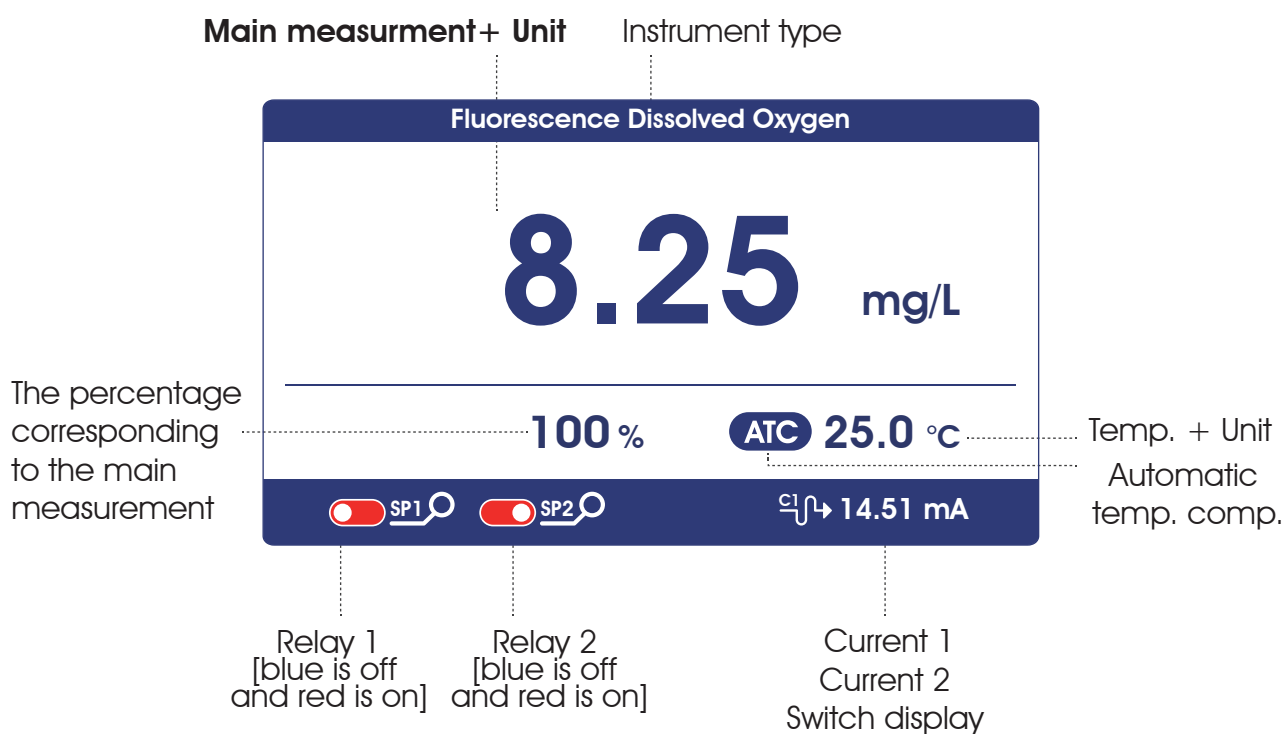 Main measurment+ Unit
Instrument type
Fluorescence Dissolved Oxygen
8.25 mg/L
The percentage
corresponding
to the main
measurement
100 %
ATC 25.0 °C
Temp. + Unit
Automatic
temp. comp.
SP1
SP2
C1 14.51 mA
Relay 1
[blue is off
and red is on]
Relay 2
[blue is off
and red is on]
Current 1
Current 2
Switch display